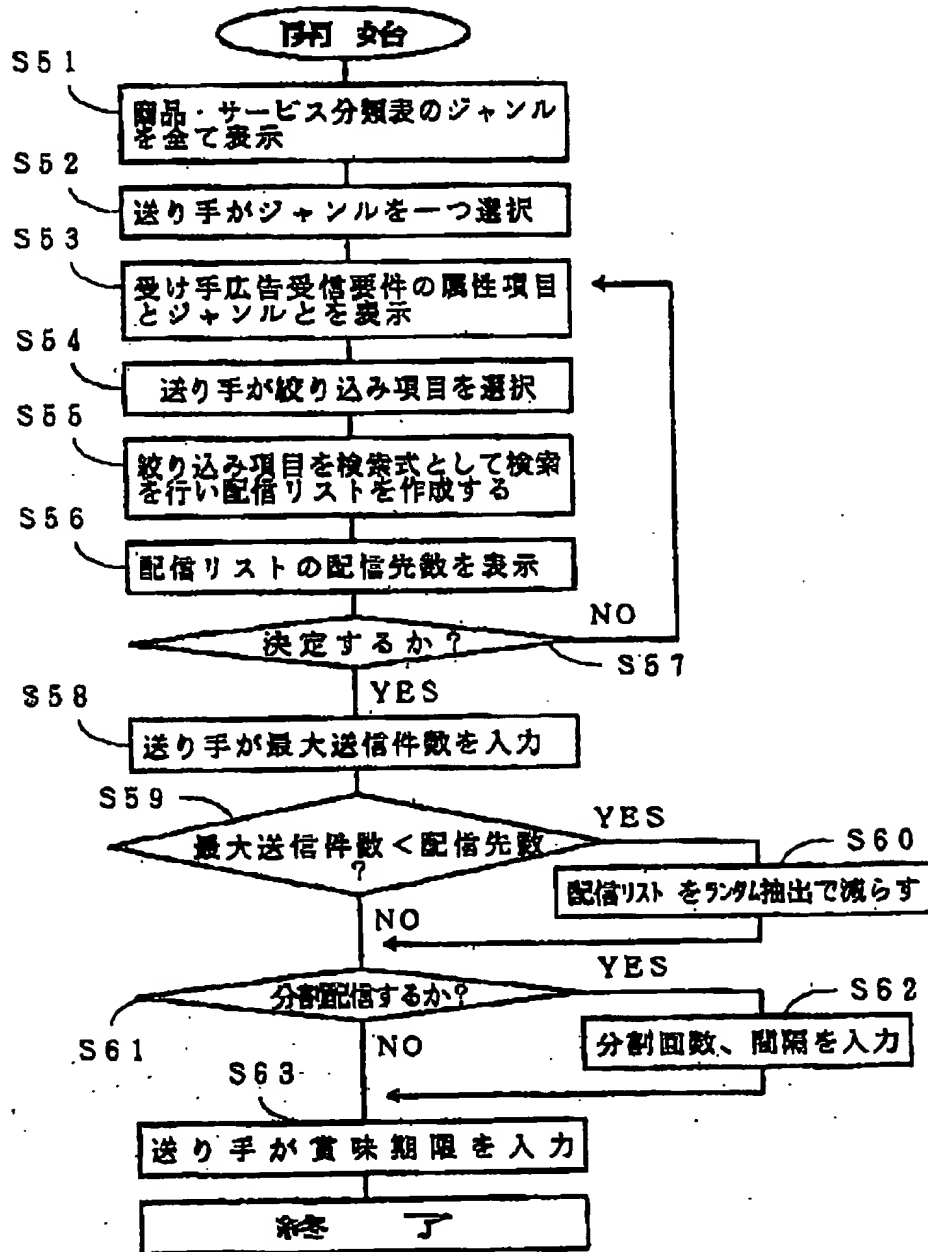 開始
S51
商品・サービス分類表のジャンル
を全て表示
S52
送り手がジャンルを一つ選択
S53
受け手広告受信要件の属性項目
とジャンルとを表示
S54
送り手が絞り込み項目を選択
S55
絞り込み項目を検索式として検索
を行い配信リストを作成する
S56
配信リストの配信先数を表示
NO
決定するか?
S57
YES
S58
送り手が最大送信件数を入力
S59
YES
最大送信件数<配信先数
?
S60
配信リストをランダム抽出で減らす
NO
YES
分割配信するか?
S62
分割回数、間隔を入力
S61
NO
S63
送り手が賞味期限を入力
終了